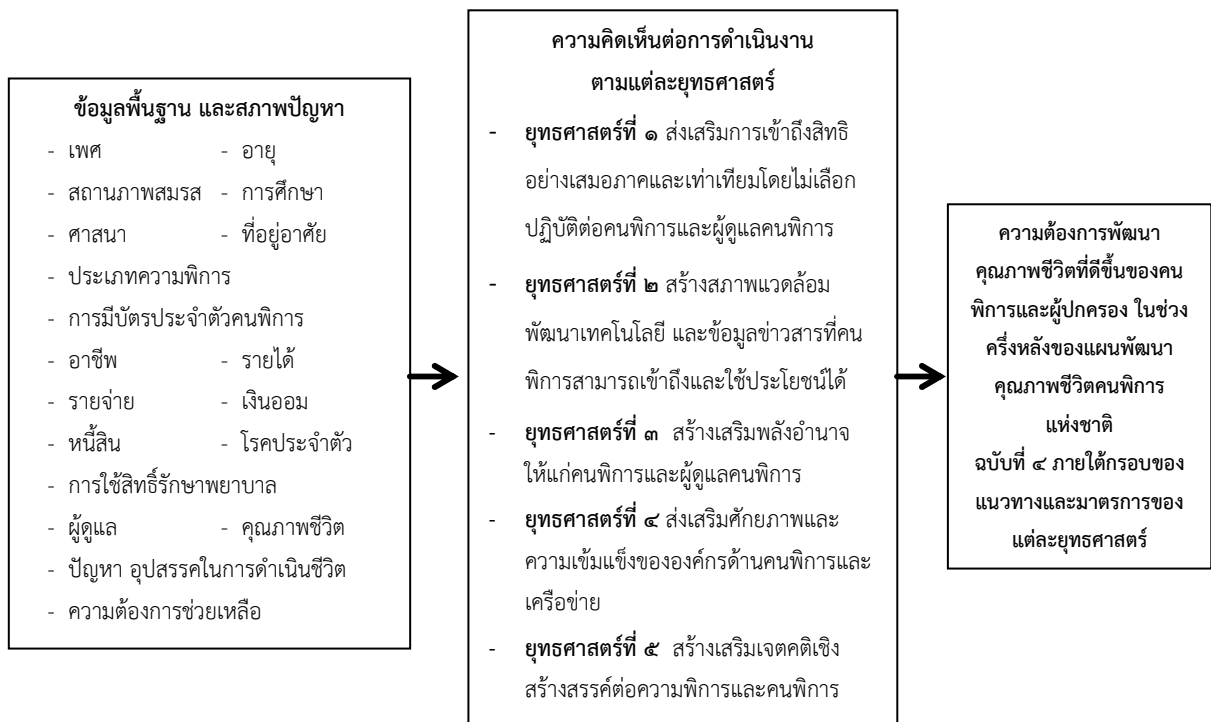 ข้อมูลพื้นฐาน และสภาพปัญหา
- เพศ - อายุ
- สถานภาพสมรส - การศึกษา
- ศาสนา - ที่อยู่อาศัย
- ประเภทความพิการ
- การมีบัตรประจำตัวคนพิการ
- อาชีพ - รายได้
- รายจ่าย - เงินออม
- หนี้สิน - โรคประจำตัว
- การใช้สิทธิ์รักษาพยาบาล
- ผู้ดูแล - คุณภาพชีวิต
- ปัญหา อุปสรรคในการดำเนินชีวิต
- ความต้องการช่วยเหลือ
ความคิดเห็นต่อการดำเนินงาน
ตามแต่ละยุทธศาสตร์
- ยุทธศาสตร์ที่ ๑ ส่งเสริมการเข้าถึงสิทธิ
อย่างเสมอภาคและเท่าเทียมโดยไม่เลือก
ปฏิบัติต่อคนพิการและผู้ดูแลคนพิการ
- ยุทธศาสตร์ที่ ๒ สร้างสภาพแวดล้อม
พัฒนาเทคโนโลยี และข้อมูลข่าวสารที่คน
พิการสามารถเข้าถึงและใช้ประโยชน์ได้
- ยุทธศาสตร์ที่ ๓ สร้างเสริมพลังอำนาจ
ให้แก่คนพิการและผู้ดูแลคนพิการ
- ยุทธศาสตร์ที่ ๔ ส่งเสริมศักยภาพและ
ความเข้มแข็งขององค์กรด้านคนพิการและ
เครือข่าย
- ยุทธศาสตร์ที่ ๕ สร้างเสริมเจตคติเชิง
สร้างสรรค์ต่อความพิการและคนพิการ
ความต้องการพัฒนา
คุณภาพชีวิตที่ดีขึ้นของคน
พิการและผู้ปกครอง ในช่วง
ครึ่งหลังของแผนพัฒนา
คุณภาพชีวิตคนพิการ
แห่งชาติ
ฉบับที่ ๔ ภายใต้กรอบของ
แนวทางและมาตรการของ
แต่ละยุทธศาสตร์